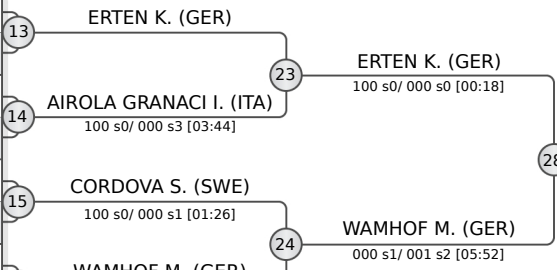 ERTEN K. (GER)
13
ERTEN K. (GER)
23
100 s0/ 000 s0 [00:18]
AIROLA GRANACI I. (ITA)
14
100 s0/ 000 s3 [03:44]
28
CORDOVA S. (SWE)
15
100 s0/ 000 s1 [01:26]
WAMHOF M. (GER)
24
000 s1/ 001 s2 [05:52]
WAMHOF M. (GER)